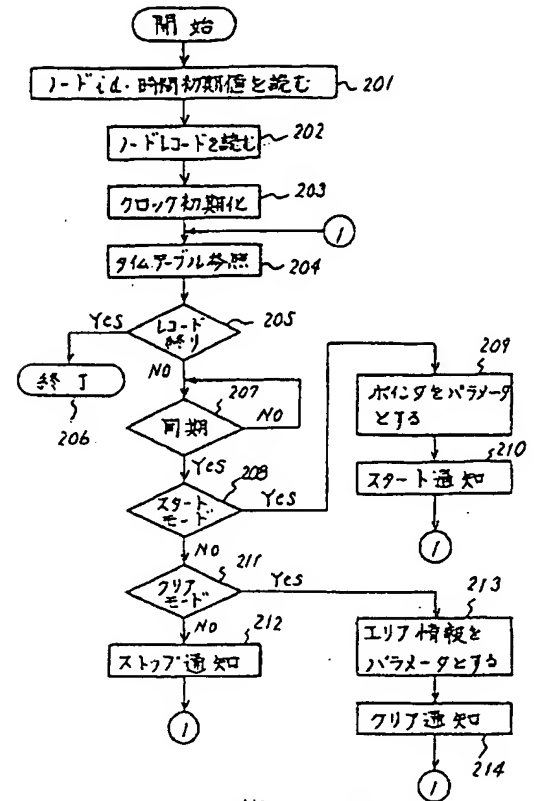 開始
ノードid・時間初期値を読む
201
ノードレコードを読む
202
クロック初期化
203
1
タイムテーブル参照
204
レコード
終り
205
Yes
NO
終了
206
同期
207
NO
Yes
スタート
モード
208
Yes
NO
ポインタをパラメータ
とする
209
スタート通知
210
1
クリア
モード
211
Yes
NO
ストップ通知
212
1
エリア情報を
パラメータとする
213
クリア通知
214
1